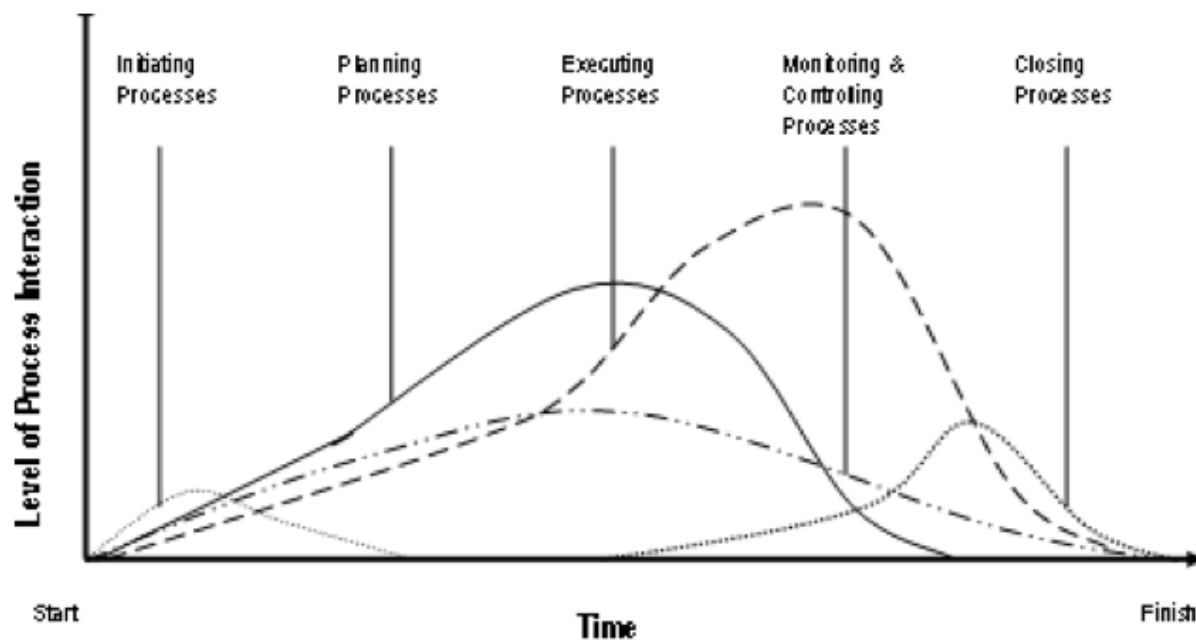 Initiating
Processes
Planning
Processes
Executing
Processes
Monitoring &
Controlling
Processes
Closing
Processes
Level of Process Interaction
Start
Time
Finish